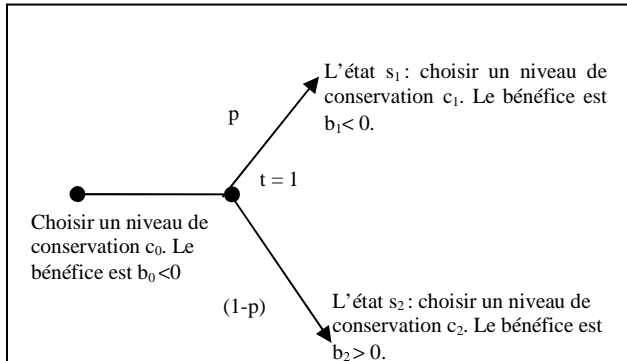 L'état s1 : choisir un niveau de
conservation c1. Le bénéfice est
b1< 0.
p
t = 1
Choisir un niveau de
conservation c0. Le
bénéfice est b0 <0
(1-p)
L'état s2 : choisir un niveau de
conservation c2. Le bénéfice est
b2 > 0.